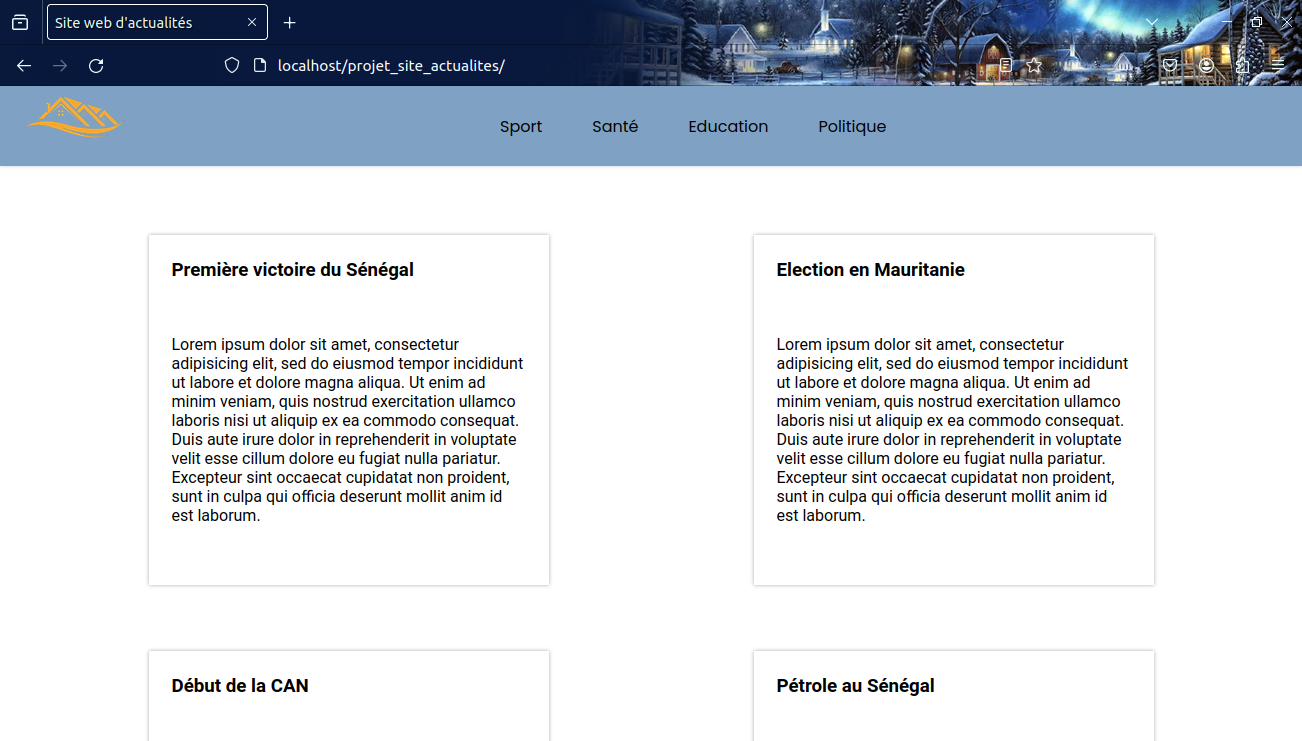 Site web d'actualités
localhost/projet_site_actualites/
Sport Santé Education Politique
Première victoire du Sénégal
Lorem ipsum dolor sit amet, consectetur
adipisicing elit, sed do eiusmod tempor incididunt
ut labore et dolore magna aliqua. Ut enim ad
minim veniam, quis nostrud exercitation ullamco
laboris nisi ut aliquip ex ea commodo consequat.
Duis aute irure dolor in reprehenderit in voluptate
velit esse cillum dolore eu fugiat nulla pariatur.
Excepteur sint occaecat cupidatat non proident,
sunt in culpa qui officia deserunt mollit anim id
est laborum.
Election en Mauritanie
Lorem ipsum dolor sit amet, consectetur
adipisicing elit, sed do eiusmod tempor incididunt
ut labore et dolore magna aliqua. Ut enim ad
minim veniam, quis nostrud exercitation ullamco
laboris nisi ut aliquip ex ea commodo consequat.
Duis aute irure dolor in reprehenderit in voluptate
velit esse cillum dolore eu fugiat nulla pariatur.
Excepteur sint occaecat cupidatat non proident,
sunt in culpa qui officia deserunt mollit anim id
est laborum.
Début de la CAN
Pétrole au Sénégal